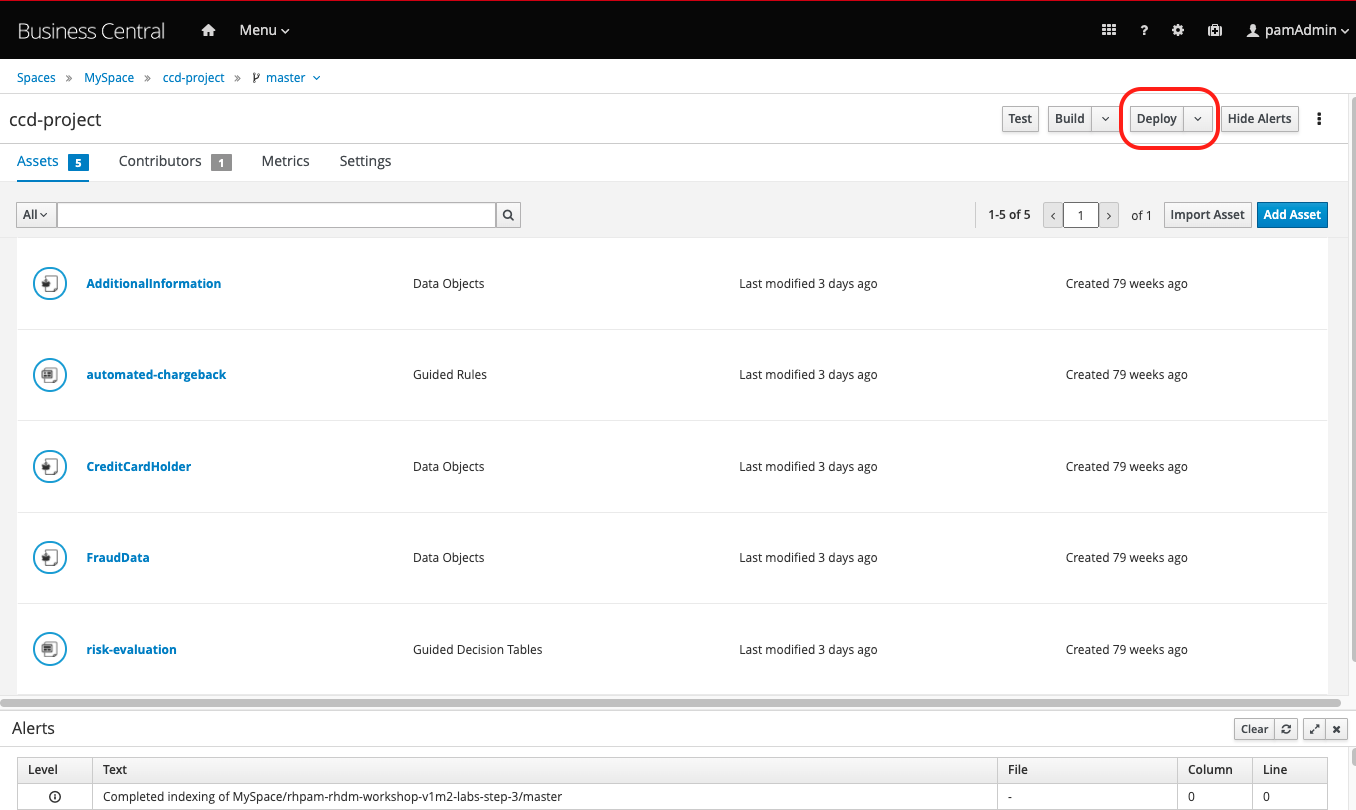 Business Central Menu ? pamAdmin
Spaces » MySpace » ccd-project » master
ccd-project Test Build Deploy Hide Alerts
Assets 5 Contributors 1 Metrics Settings
All 1-5 of 5 < 1 > of 1 Import Asset Add Asset
AdditionalInformation Data Objects Last modified 3 days ago Created 79 weeks ago
automated-chargeback Guided Rules Last modified 3 days ago Created 79 weeks ago
CreditCardHolder Data Objects Last modified 3 days ago Created 79 weeks ago
FraudData Data Objects Last modified 3 days ago Created 79 weeks ago
risk-evaluation Guided Decision Tables Last modified 3 days ago Created 79 weeks ago
Alerts Clear
Level Text File Column Line
Completed indexing of MySpace/rhpam-rhdm-workshop-v1m2-labs-step-3/master - 0 0